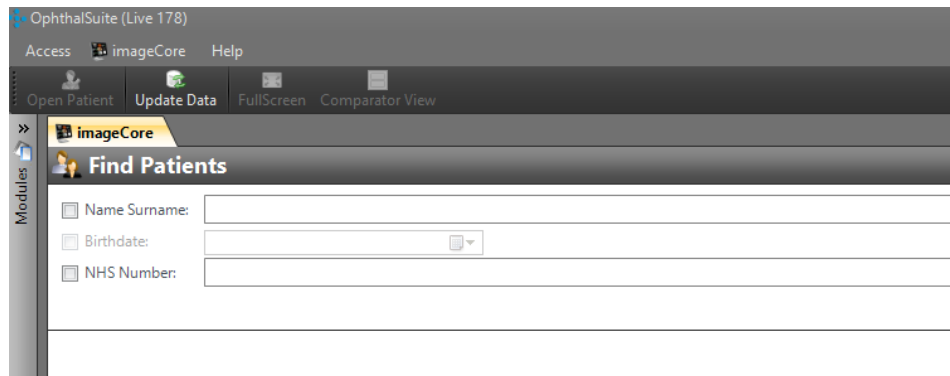 OphthalSuite (Live 178)
Access imageCore Help
Open Patient Update Data FullScreen Comparator View
imageCore
Find Patients
Modules
Name Surname:
Birthdate:
NHS Number: